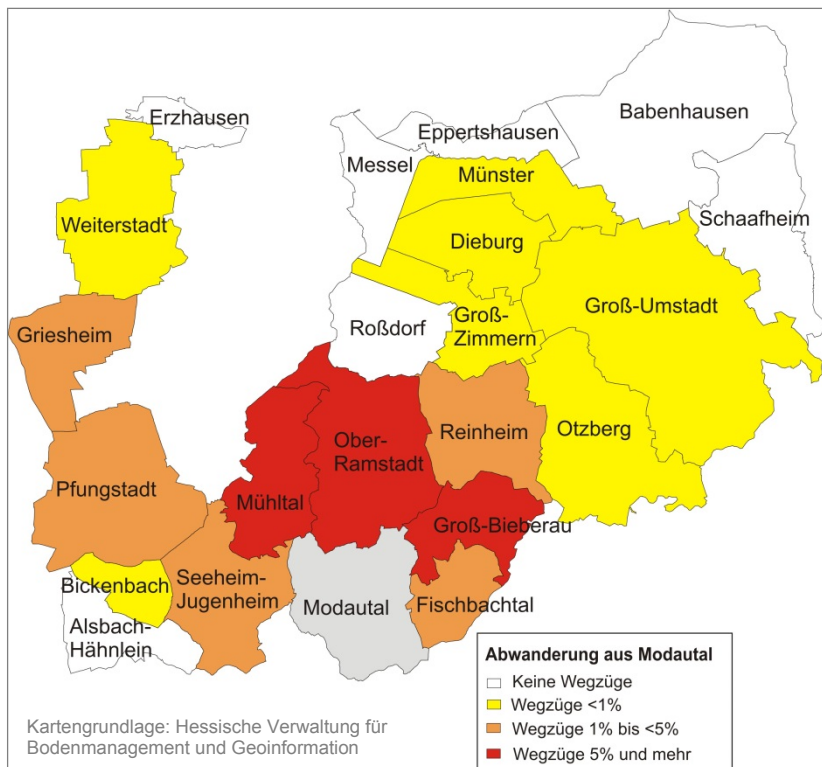 Erzhausen
Babenhausen
Eppertshausen
Messel
Münster
Schaafheim
Weiterstadt
Dieburg
Groß-Umstadt
Griesheim
Roßdorf
Groß-
Zimmern
Reinheim
Otzberg
Ober-
Ramstadt
Pfungstadt
Mühltal
Groß-Bieberau
Bickenbach
Seeheim-
Jugenheim
Modautal
Fischbachtal
Alsbach-
Hähnlein
Abwanderung aus Modautal
Keine Wegzüge
Wegzüge <1%
Wegzüge 1% bis <5%
Wegzüge 5% und mehr
Kartengrundlage: Hessische Verwaltung für
Bodenmanagement und Geoinformation